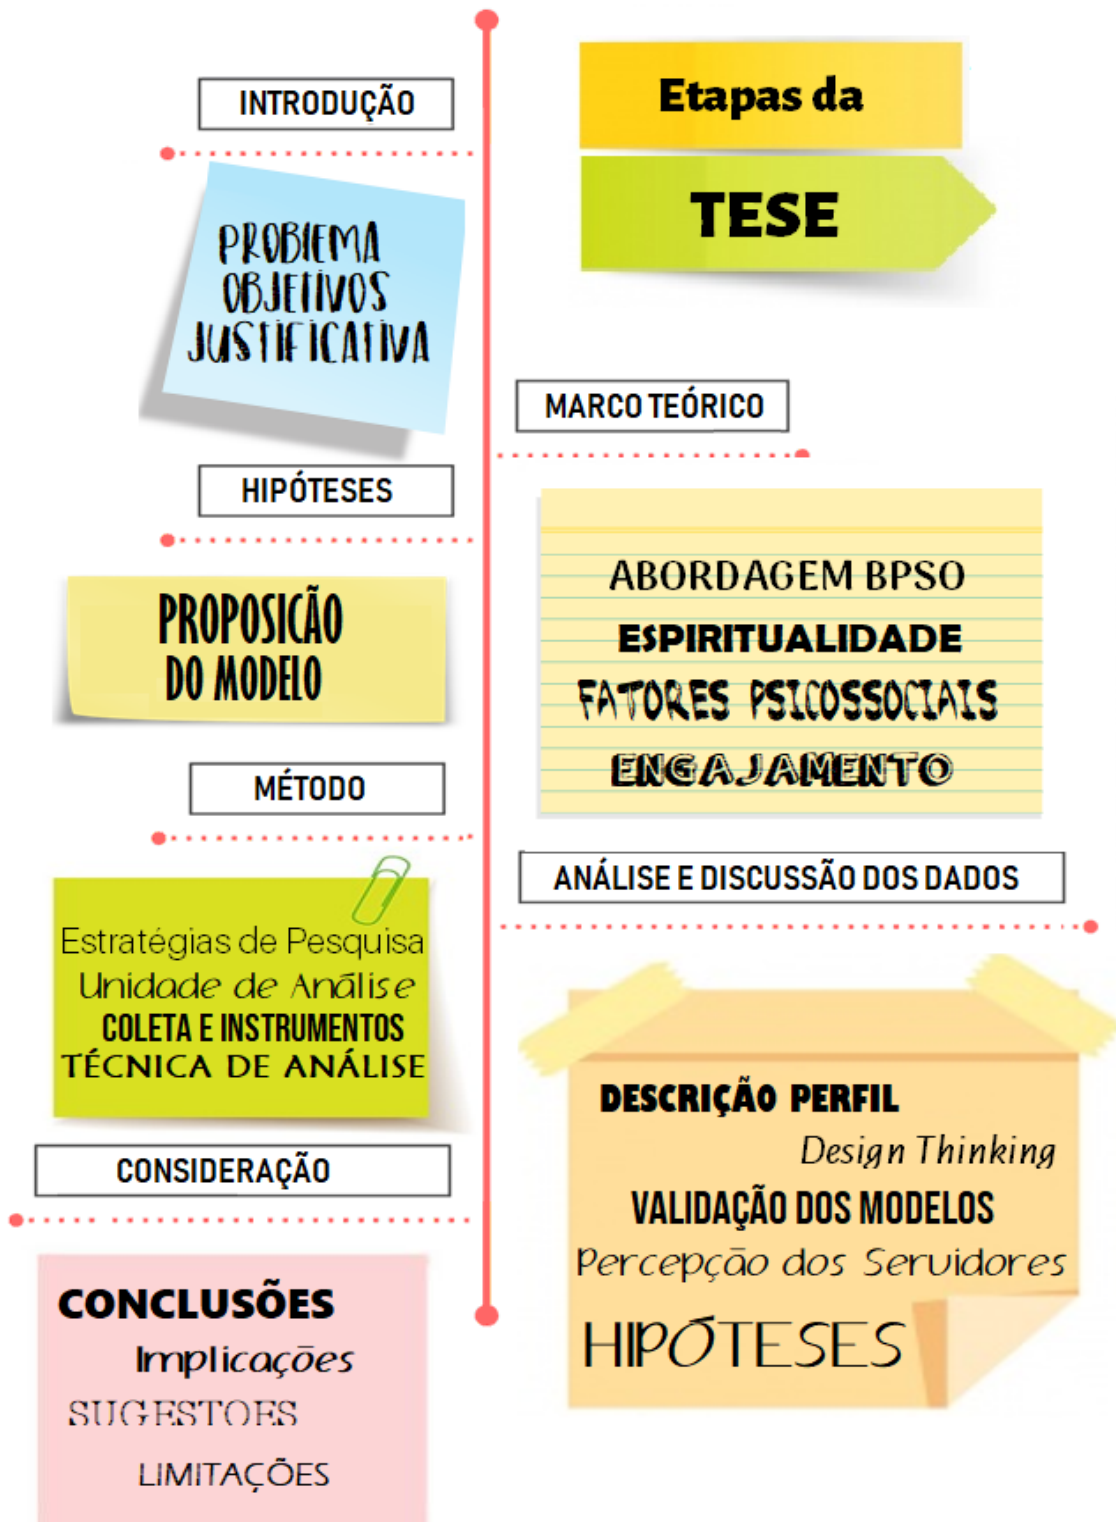 Etapas da
TESE
INTRODUÇÃO
PROBLEMA
OBJETIVOS
JUSTIFICATIVA
MARCO TEÓRICO
ABORDAGEM BPSO
ESPIRITUALIDADE
FATORES PSICOSSOCIAIS
ENGAJAMENTO
HIPÓTESES
PROPOSIÇÃO
DO MODELO
MÉTODO
Estratégias de Pesquisa
Unidade de Análise
COLETA E INSTRUMENTOS
TÉCNICA DE ANÁLISE
ANÁLISE E DISCUSSÃO DOS DADOS
DESCRIÇÃO PERFIL
Design Thinking
VALIDAÇÃO DOS MODELOS
Percepção dos Servidores
HIPÓTESES
CONSIDERAÇÃO
CONCLUSÕES
Implicações
SUGESTOES
LIMITAÇÕES